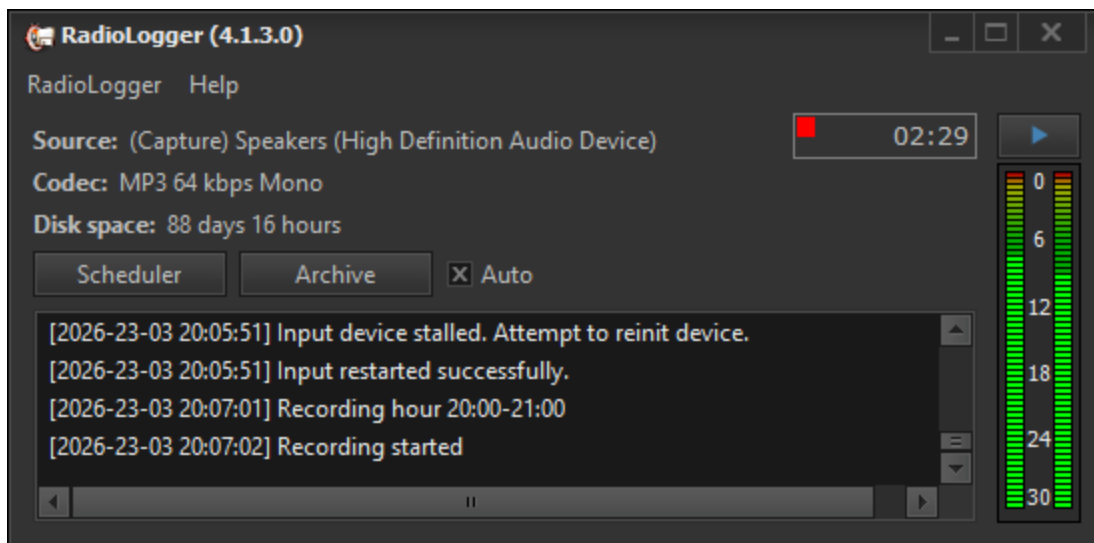 RadioLogger (4.1.3.0)
RadioLogger Help
Source: (Capture) Speakers (High Definition Audio Device)
02:29
Codec: MP3 64 kbps Mono
Disk space: 88 days 16 hours
Scheduler Archive Auto
[2026-23-03 20:05:51] Input device stalled. Attempt to reinit device.
[2026-23-03 20:05:51] Input restarted successfully.
[2026-23-03 20:07:01] Recording hour 20:00-21:00
[2026-23-03 20:07:02] Recording started
0
6
12
18
24
30